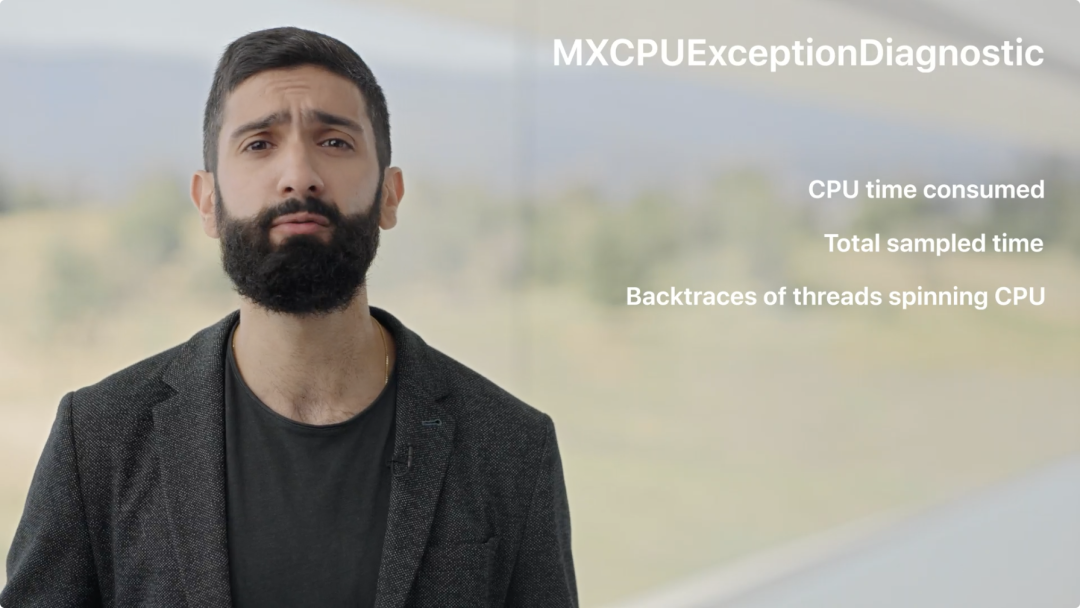 MXCPUExceptionDiagnostic
CPU time consumed
Total sampled time
Backtraces of threads spinning CPU